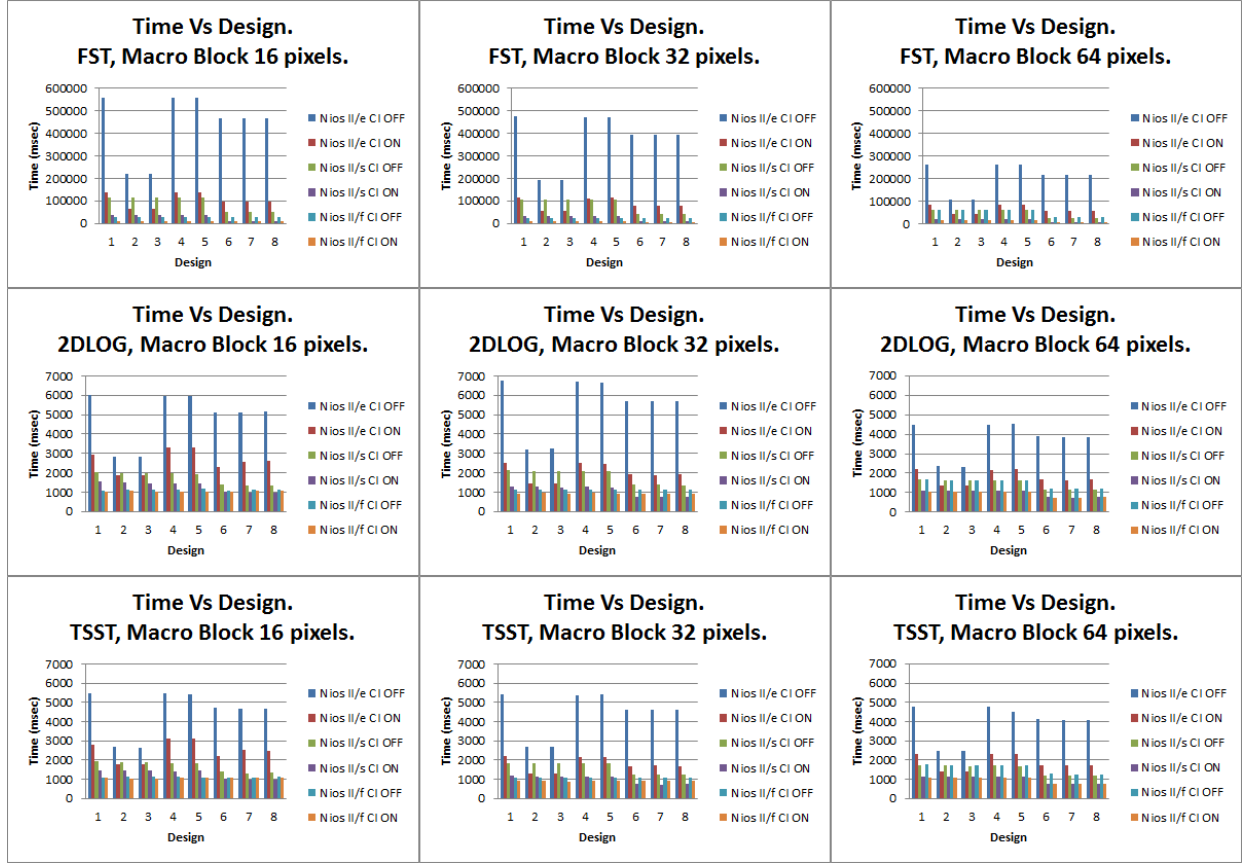 Time Vs Design.
FST, Macro Block 16 pixels.
Time (msec)
600000
500000
400000
300000
200000
100000
0
1 2 3 4 5 6 7 8
Design
Nios II/e CI OFF
Nios II/e CI ON
Nios II/s CI OFF
Nios II/s CI ON
Nios II/f CI OFF
Nios II/f CI ON
Time Vs Design.
FST, Macro Block 32 pixels.
Time (msec)
600000
500000
400000
300000
200000
100000
0
1 2 3 4 5 6 7 8
Design
Nios II/e CI OFF
Nios II/e CI ON
Nios II/s CI OFF
Nios II/s CI ON
Nios II/f CI OFF
Nios II/f CI ON
Time Vs Design.
FST, Macro Block 64 pixels.
Time (msec)
600000
500000
400000
300000
200000
100000
0
1 2 3 4 5 6 7 8
Design
Nios II/e CI OFF
Nios II/e CI ON
Nios II/s CI OFF
Nios II/s CI ON
Nios II/f CI OFF
Nios II/f CI ON
Time Vs Design.
2DLOG, Macro Block 16 pixels.
Time (msec)
7000
6000
5000
4000
3000
2000
1000
0
1 2 3 4 5 6 7 8
Design
Nios II/e CI OFF
Nios II/e CI ON
Nios II/s CI OFF
Nios II/s CI ON
Nios II/f CI OFF
Nios II/f CI ON
Time Vs Design.
2DLOG, Macro Block 32 pixels.
Time (msec)
7000
6000
5000
4000
3000
2000
1000
0
1 2 3 4 5 6 7 8
Design
Nios II/e CI OFF
Nios II/e CI ON
Nios II/s CI OFF
Nios II/s CI ON
Nios II/f CI OFF
Nios II/f CI ON
Time Vs Design.
2DLOG, Macro Block 64 pixels.
Time (msec)
7000
6000
5000
4000
3000
2000
1000
0
1 2 3 4 5 6 7 8
Design
Nios II/e CI OFF
Nios II/e CI ON
Nios II/s CI OFF
Nios II/s CI ON
Nios II/f CI OFF
Nios II/f CI ON
Time Vs Design.
TSST, Macro Block 16 pixels.
Time (msec)
7000
6000
5000
4000
3000
2000
1000
0
1 2 3 4 5 6 7 8
Design
Nios II/e CI OFF
Nios II/e CI ON
Nios II/s CI OFF
Nios II/s CI ON
Nios II/f CI OFF
Nios II/f CI ON
Time Vs Design.
TSST, Macro Block 32 pixels.
Time (msec)
7000
6000
5000
4000
3000
2000
1000
0
1 2 3 4 5 6 7 8
Design
Nios II/e CI OFF
Nios II/e CI ON
Nios II/s CI OFF
Nios II/s CI ON
Nios II/f CI OFF
Nios II/f CI ON
Time Vs Design.
TSST, Macro Block 64 pixels.
Time (msec)
7000
6000
5000
4000
3000
2000
1000
0
1 2 3 4 5 6 7 8
Design
Nios II/e CI OFF
Nios II/e CI ON
Nios II/s CI OFF
Nios II/s CI ON
Nios II/f CI OFF
Nios II/f CI ON